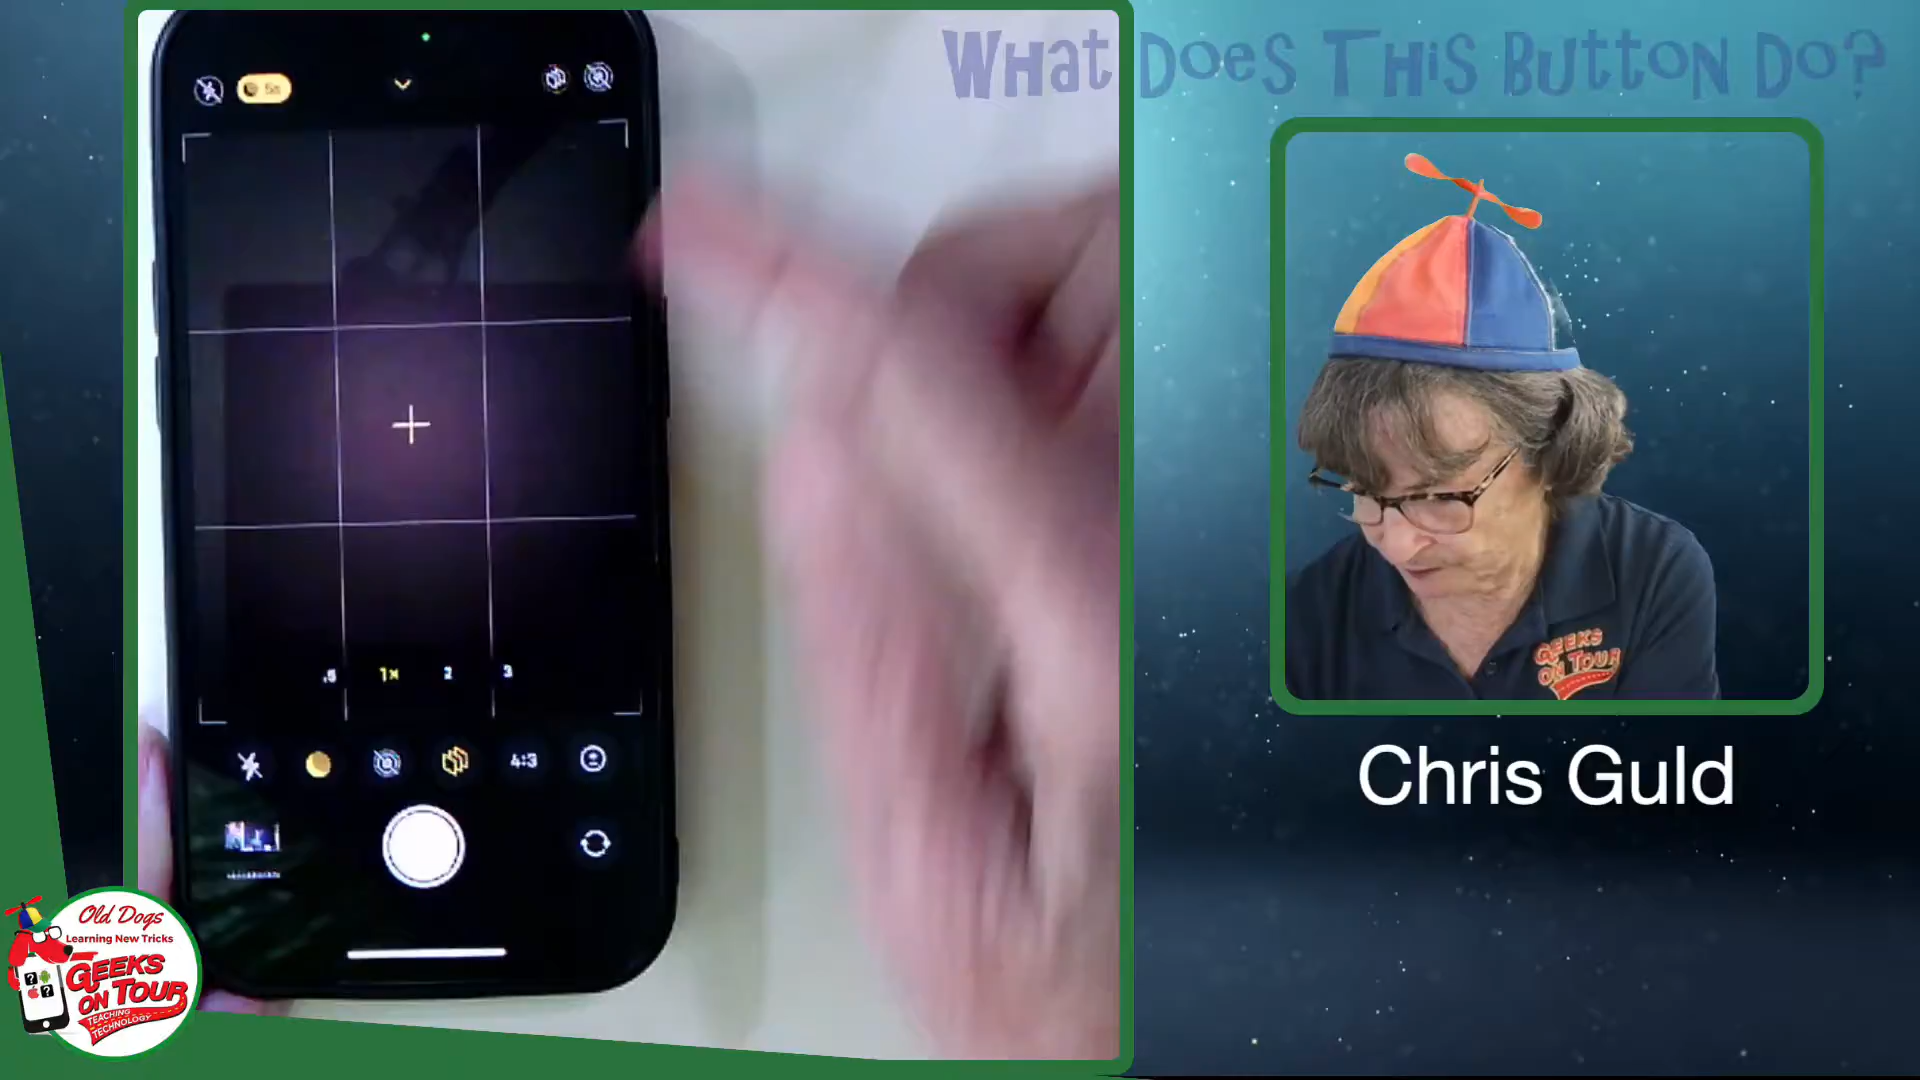 What Does This Button Do?
5s
.5 1× 2 3
4:3
GEEKS
ON TOUR
Chris Guld
Old Dogs
Learning New Tricks
GEEKS
ON TOUR
TEACHING
TECHNOLOGY